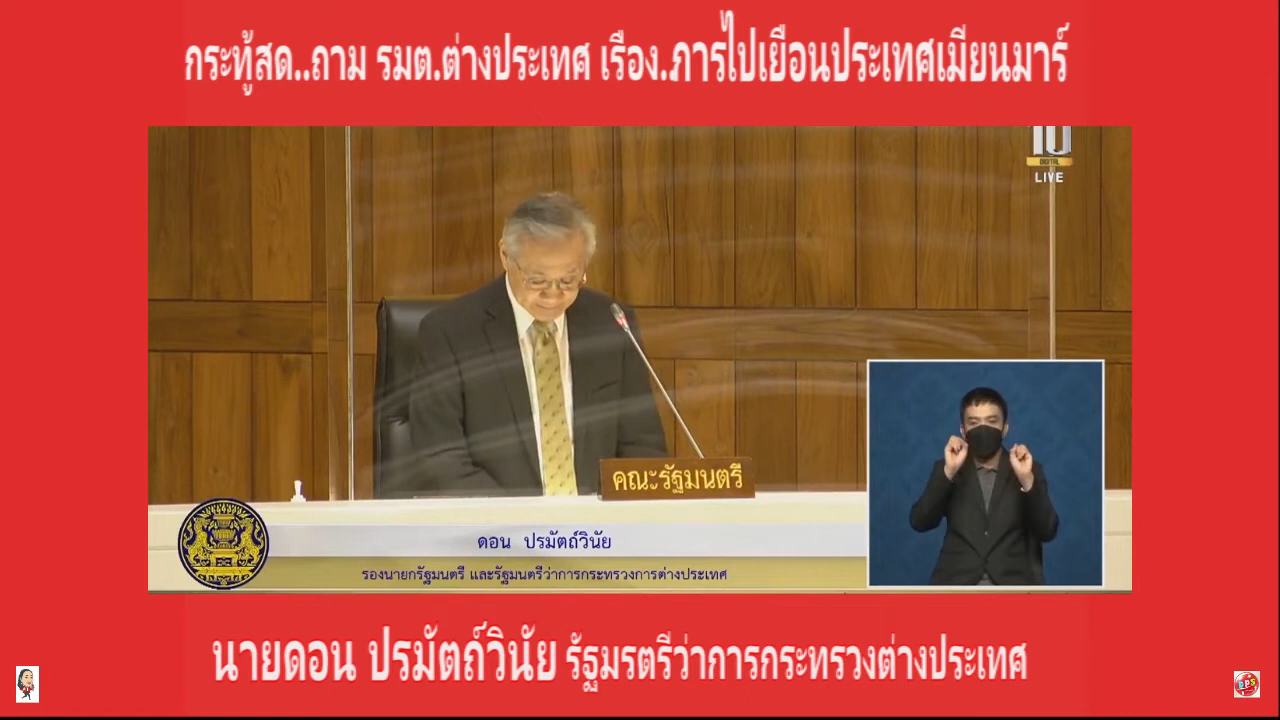 กระทู้สด..ถาม รมต.ต่างประเทศ เรือง.ภารไปเยือนประเทศเมียนมาร์
10
DIGITAL
LIVE
คณะรัฐมนตรี
ดอน ปรมัตถ์วินัย
รองนายกรัฐมนตรี และรัฐมนตรีว่าการกระทรวงการต่างประเทศ
นายดอน ปรมัตถ์วินัย รัฐมรตรีว่าการกระทรวงต่างประเทศ
PPS